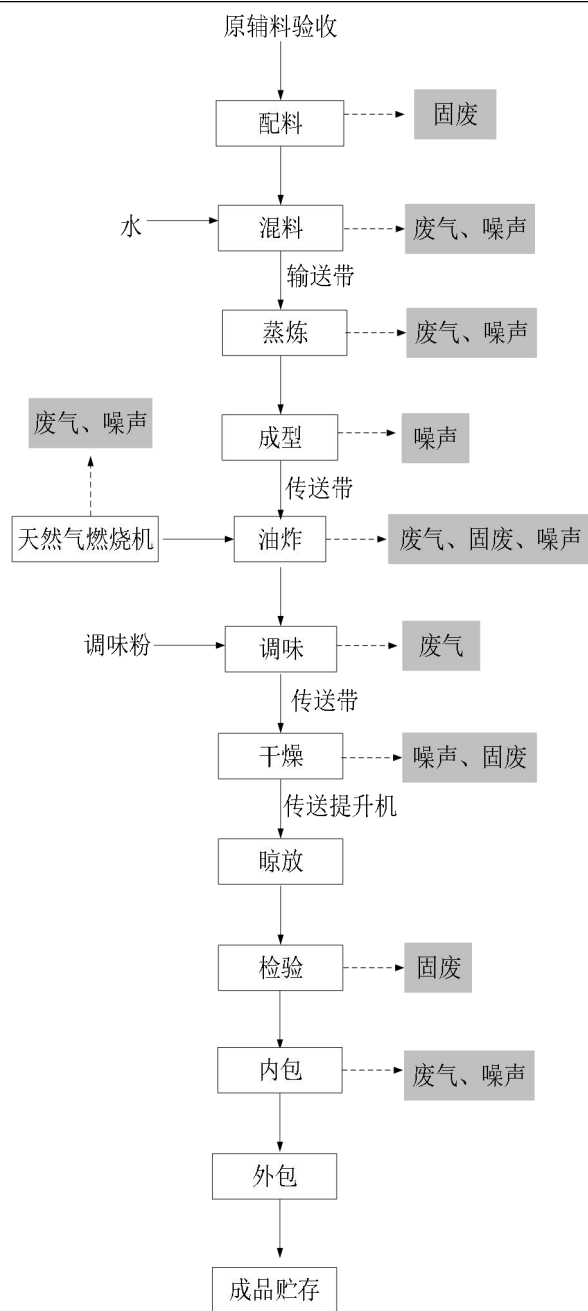 原辅料验收
配料
固废
水
混料
废气、噪声
输送带
蒸炼
废气、噪声
废气、噪声
成型
噪声
传送带
天然气燃烧机
油炸
废气、固废、噪声
调味粉
调味
废气
传送带
干燥
噪声、固废
传送提升机
晾放
检验
固废
内包
废气、噪声
外包
成品贮存